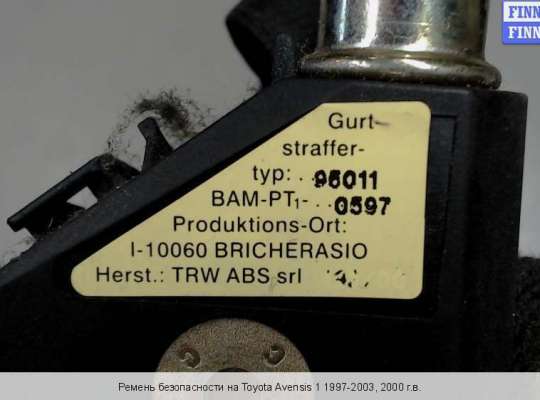 FINN
FINN
Gurt-
straffer-
typ: ..95011
BAM-PT1-..0597
Produktions-Ort:
I-10060 BRICHERASIO
Herst.: TRW ABS srl
Ремень безопасности на Toyota Avensis 1 1997-2003, 2000 г.в.